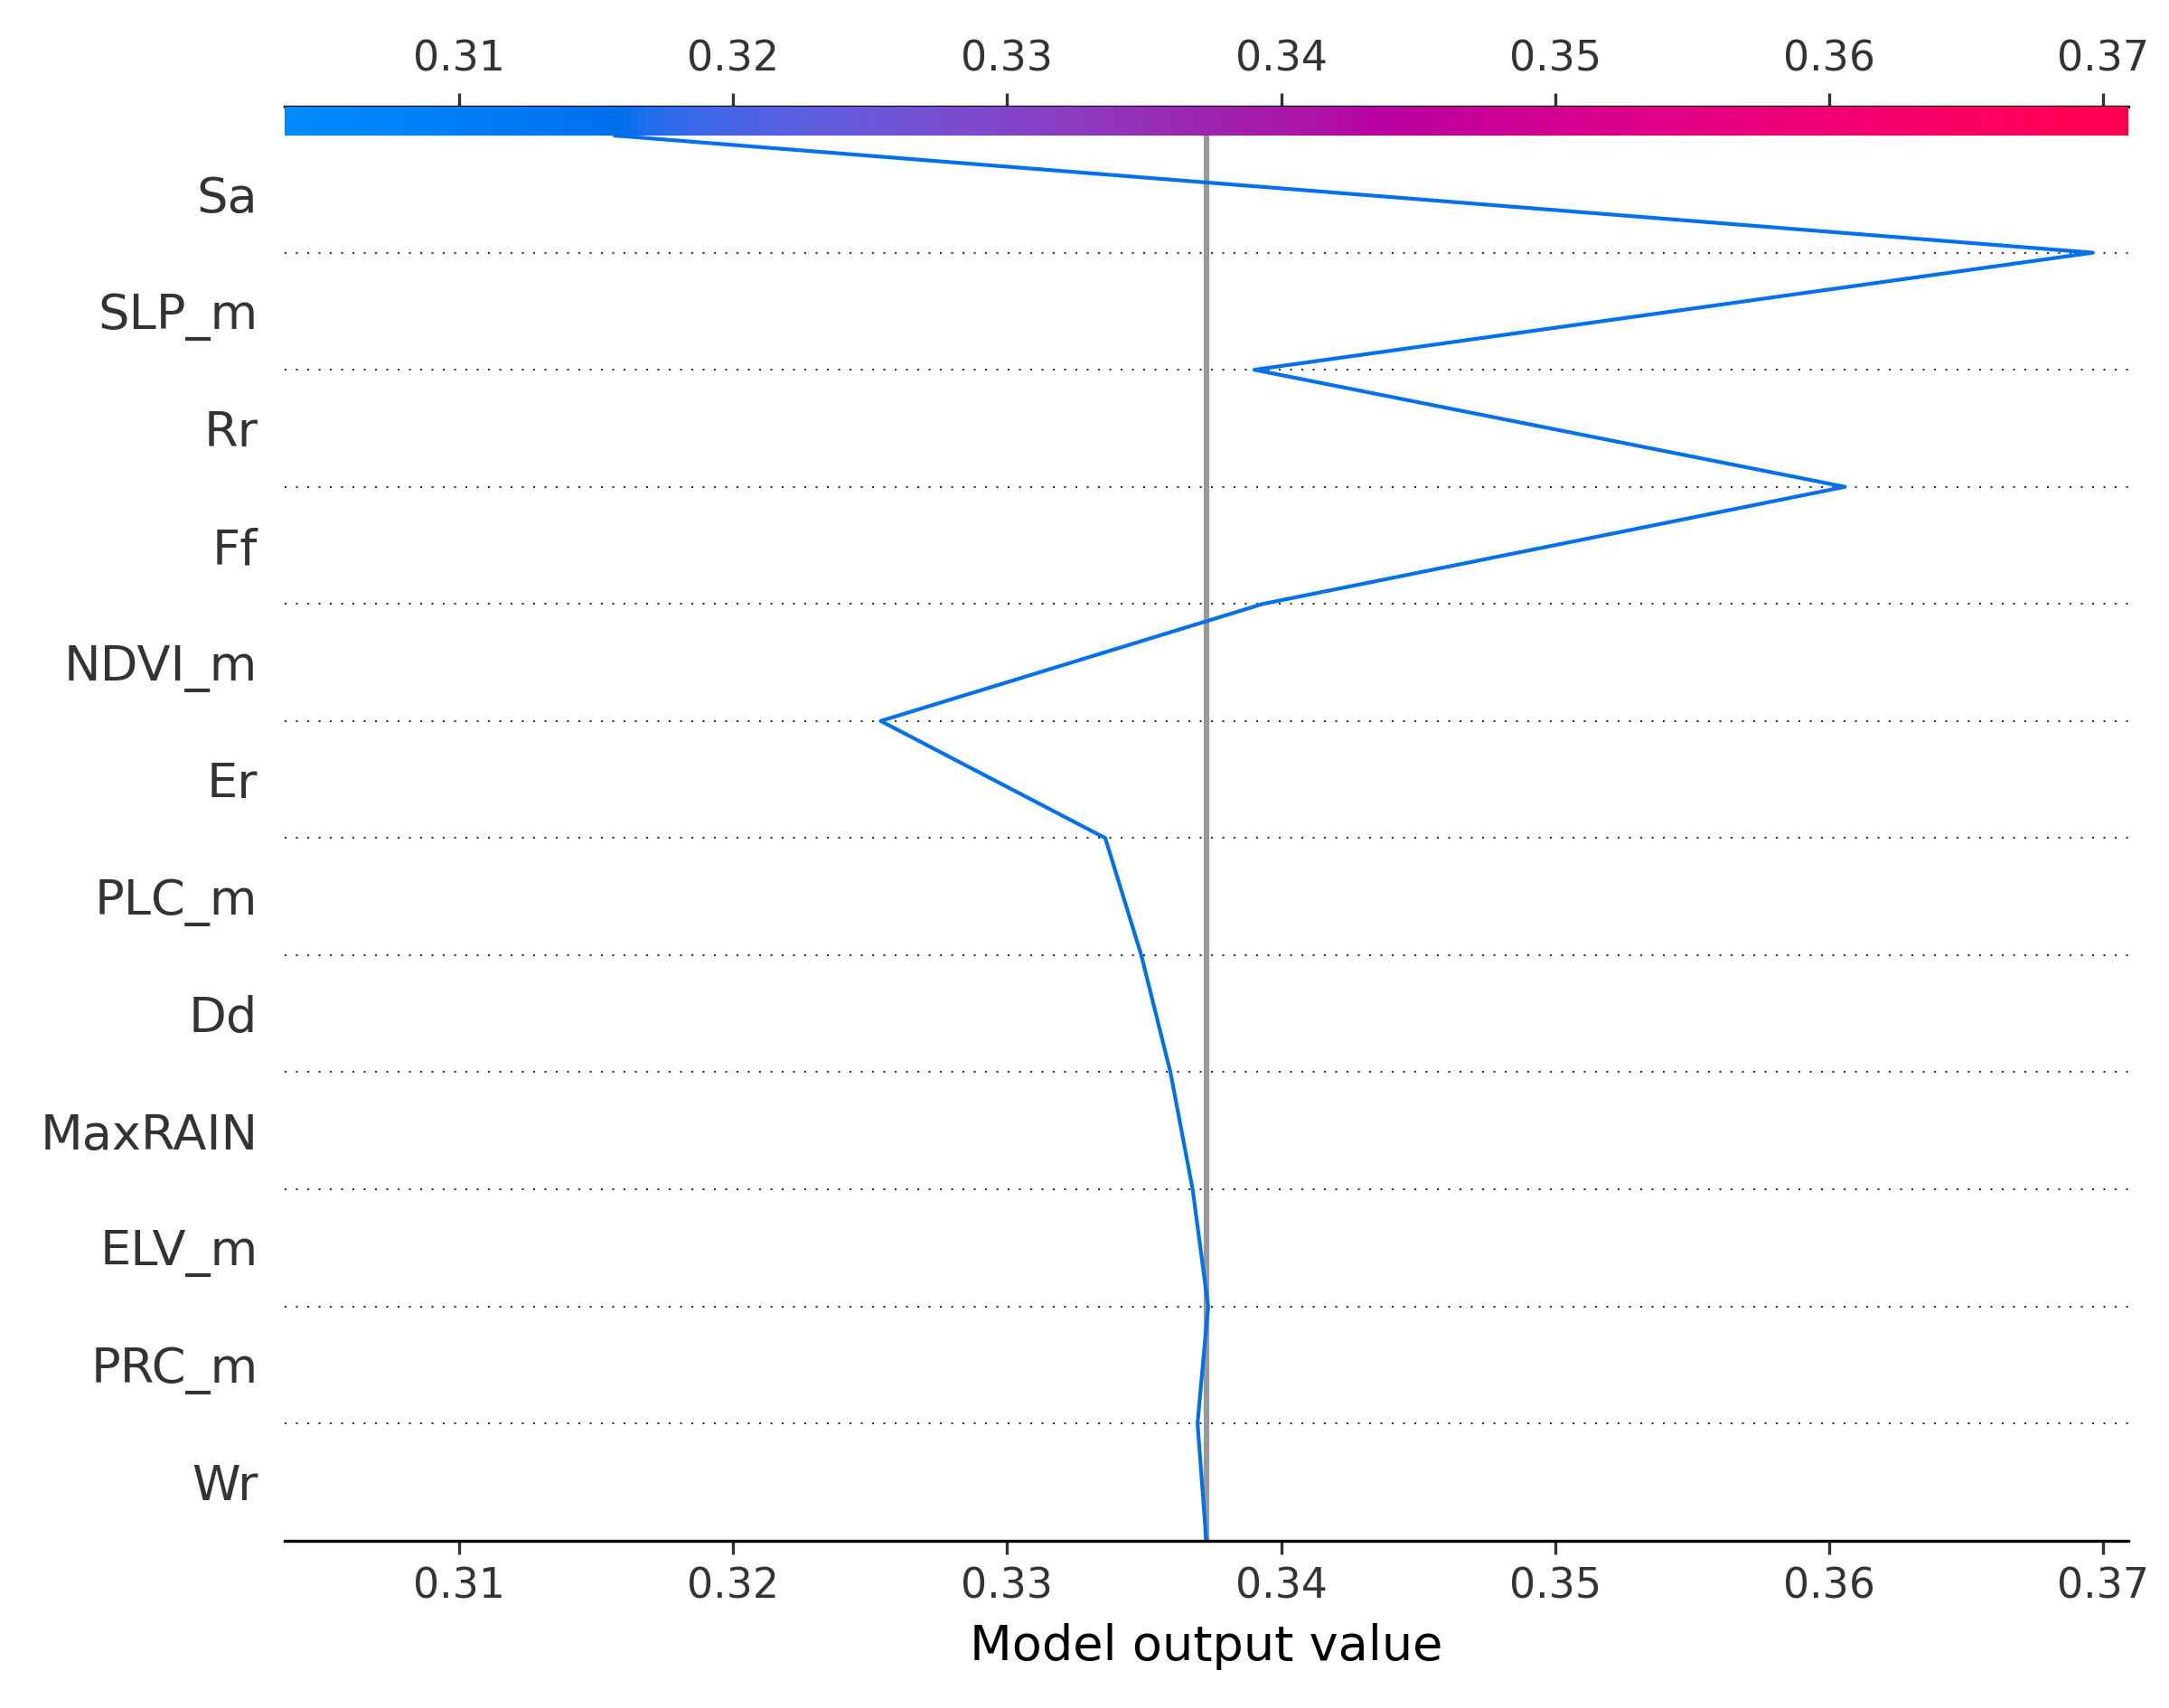 0.31 0.32 0.33 0.34 0.35 0.36 0.37
Sa
SLP_m
Rr
Ff
NDVI_m
Er
PLC_m
Dd
MaxRAIN
ELV_m
PRC_m
Wr
0.31 0.32 0.33 0.34 0.35 0.36 0.37
Model output value